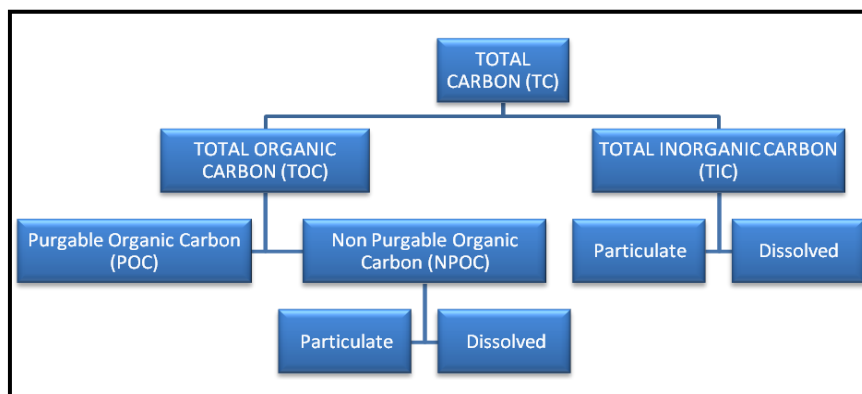 TOTAL
CARBON (TC)
TOTAL ORGANIC
CARBON (TOC)
TOTAL INORGANIC CARBON
(TIC)
Purgable Organic Carbon
(POC)
Non Purgable Organic
Carbon (NPOC)
Particulate
Dissolved
Particulate
Dissolved